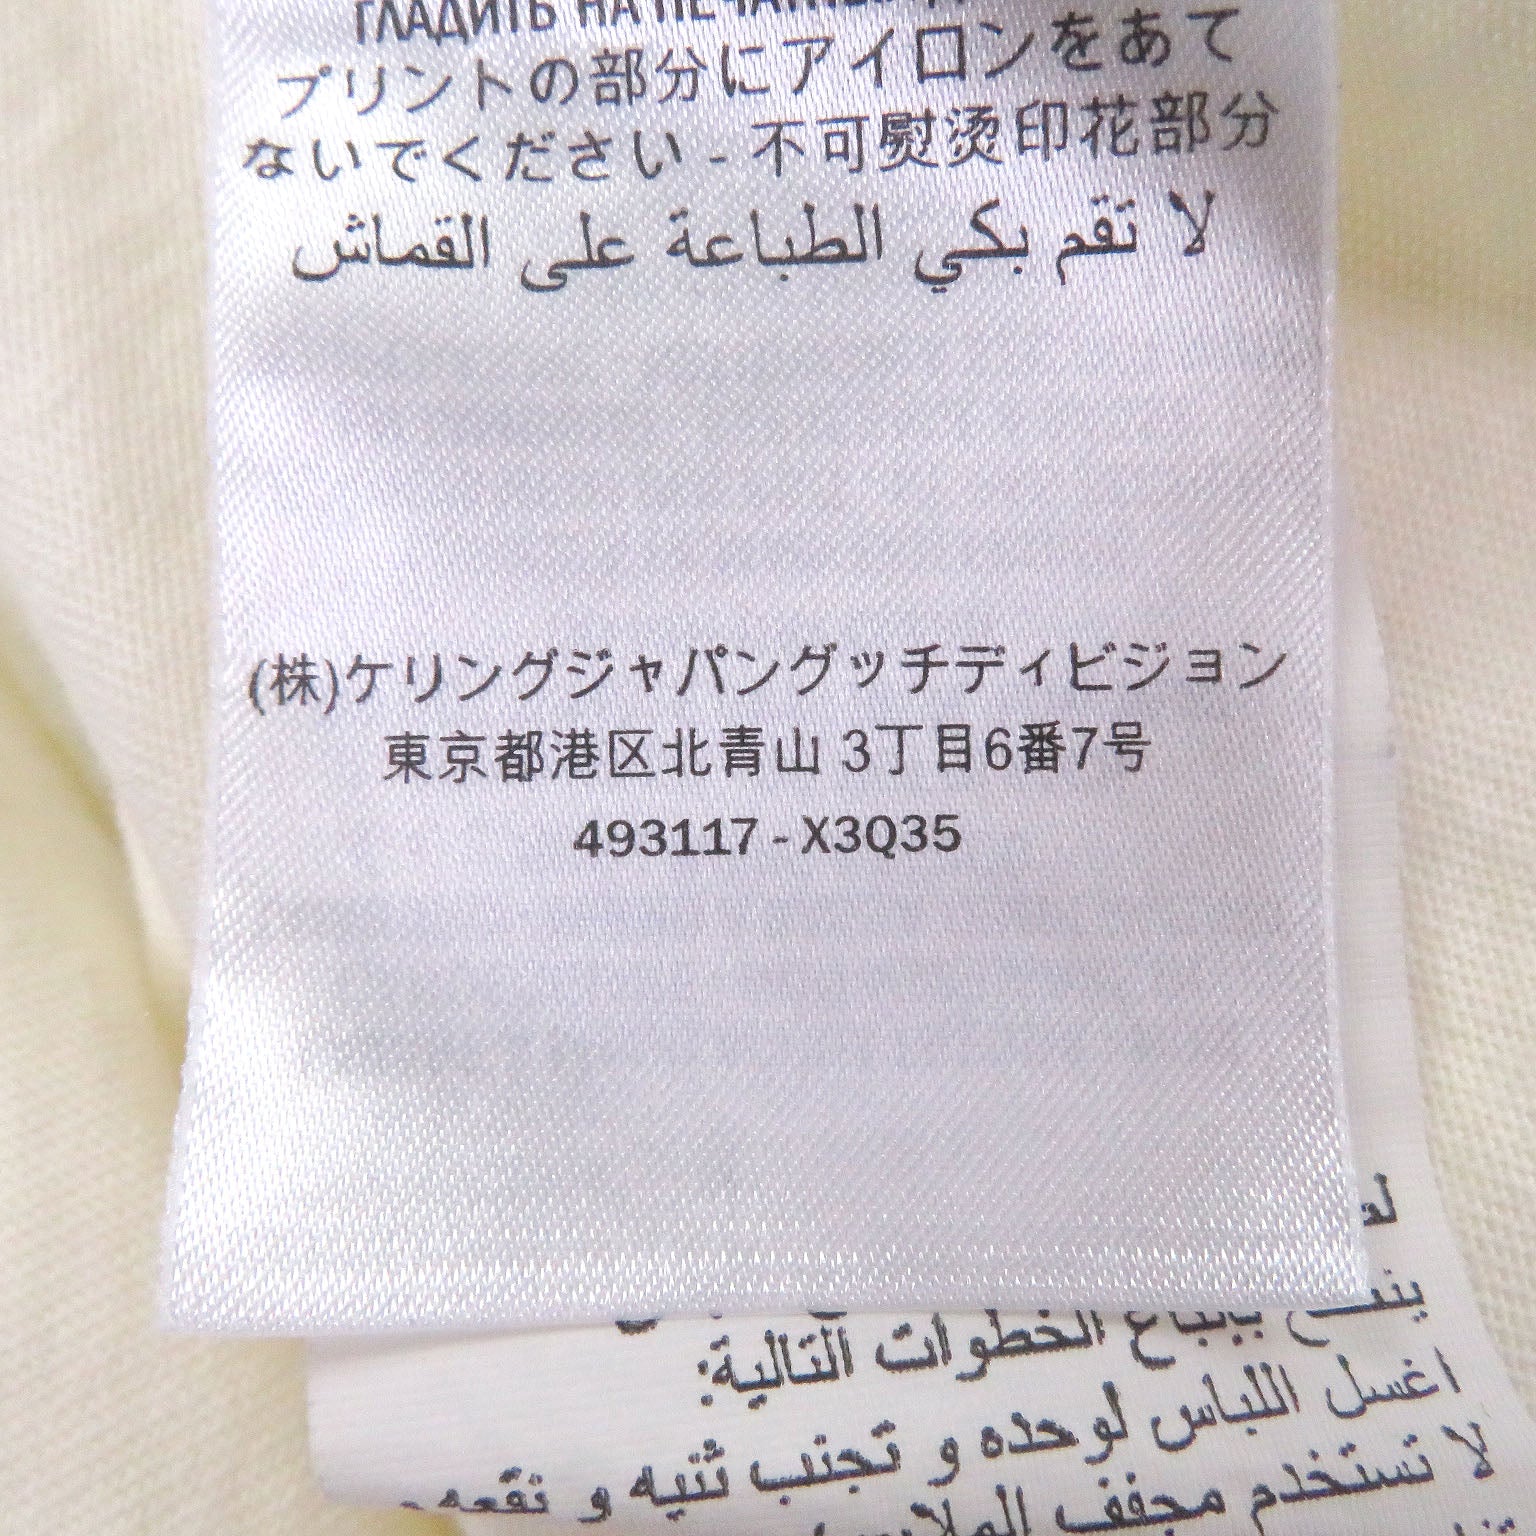 ГЛАДИТЬ НА
プリントの部分にアイロンをあて
ないでください - 不可熨烫印花部分
لا تقم بكي الطباعة على القماش
(株)ケリングジャパングッチディビジョン
東京都港区北青山 3丁目6番7号
493117 - X3Q35
بإتباع الخطوات التالية:
اغسل اللباس لوحده و تجنب ثنيه و نقعه
لا تستخدم مجفف الملابس